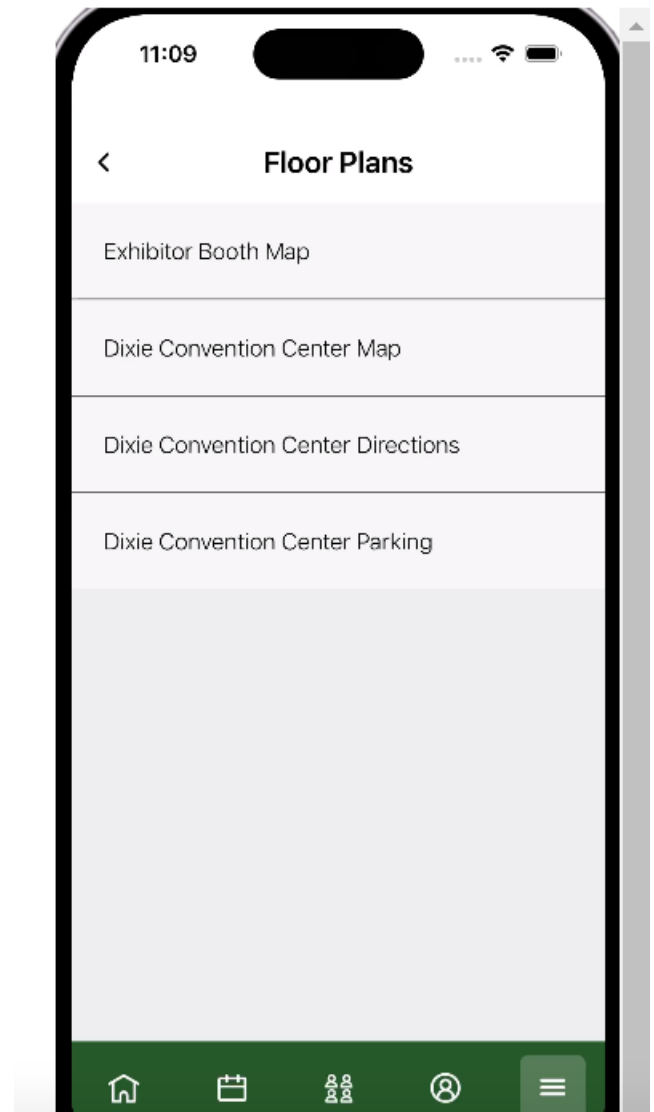 11:09
Floor Plans
Exhibitor Booth Map
Dixie Convention Center Map
Dixie Convention Center Directions
Dixie Convention Center Parking